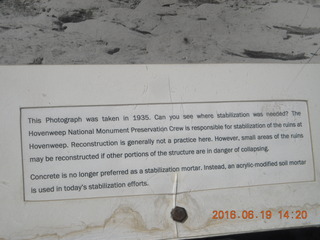 This Photograph was taken in 1935. Can you see where stabilization was needed? The
Hovenweep National Monument Preservation Crew is responsible for stabilization of the ruins at
Hovenweep. Reconstruction is generally not a practice here. However, small areas of the ruins
may be reconstructed if other portions of the structure are in danger of collapsing.
Concrete is no longer preferred as a stabilization mortar. Instead, an acrylic-modified soil mortar
is used in today's stabilization efforts.
2016.06.19 14:20